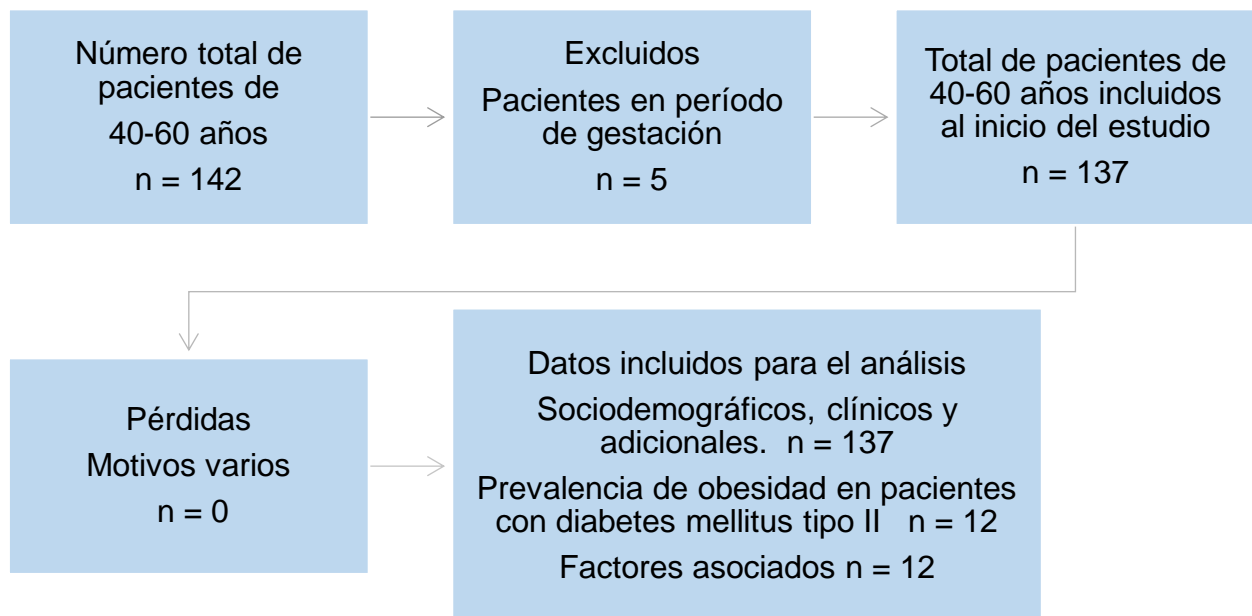 Número total de
pacientes de
40-60 años
n = 142
Excluidos
Pacientes en período
de gestación
n = 5
Total de pacientes de
40-60 años incluidos
al inicio del estudio
n = 137
Pérdidas
Motivos varios
n = 0
Datos incluidos para el análisis
Sociodemográficos, clínicos y
adicionales. n = 137
Prevalencia de obesidad en pacientes
con diabetes mellitus tipo II n = 12
Factores asociados n = 12